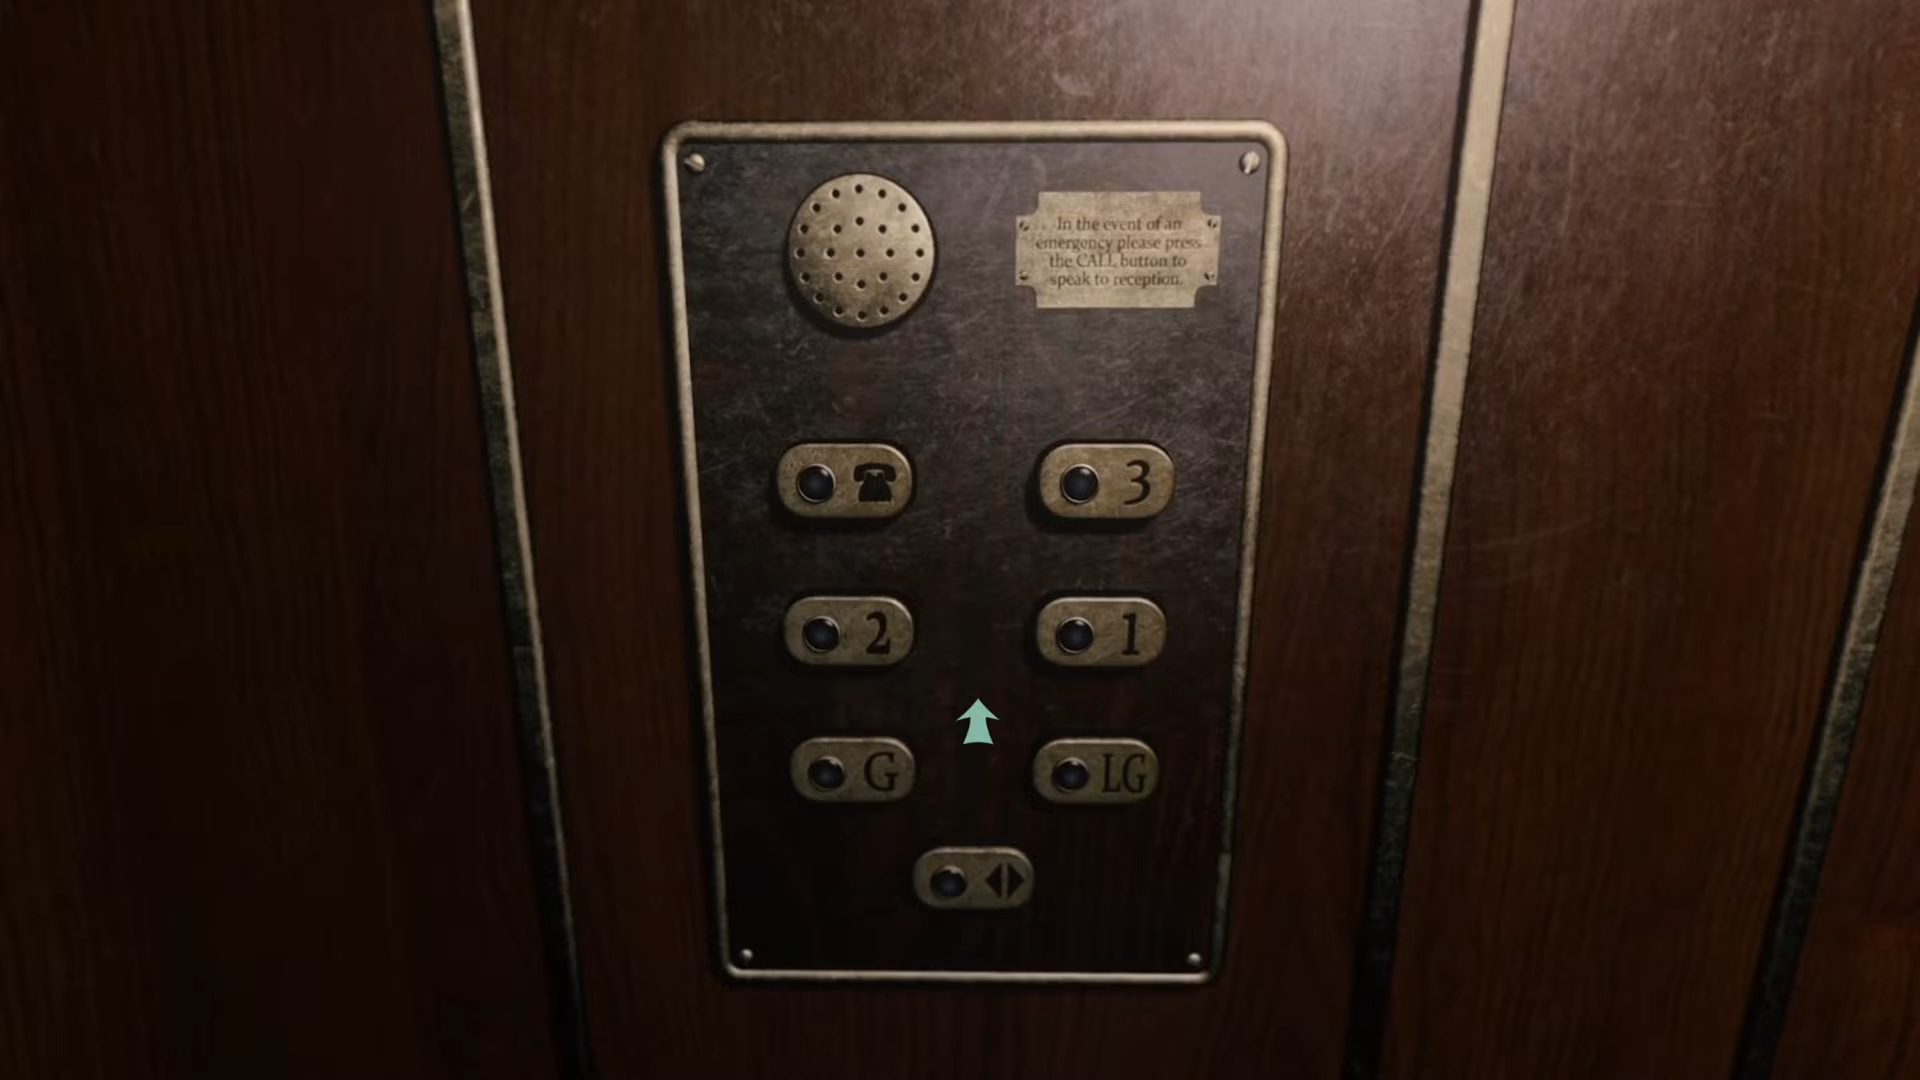 In the event of an
emergency please press
the CALL button to
speak to reception.
3
2
1
G
LG